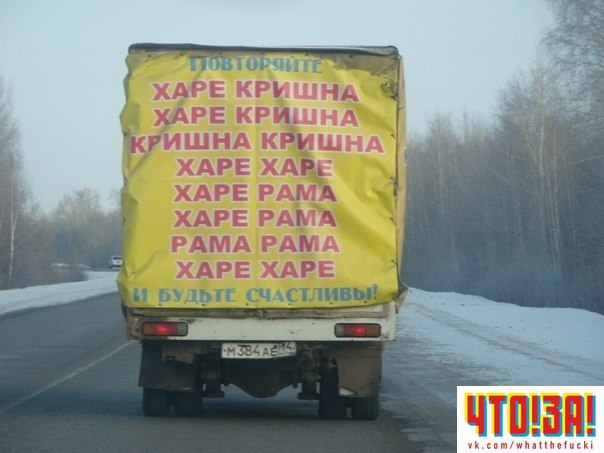 ПОВТОРЯЙТЕ
ХАРЕ КРИШНА
ХАРЕ КРИШНА
КРИШНА КРИШНА
ХАРЕ ХАРЕ
ХАРЕ РАМА
ХАРЕ РАМА
РАМА РАМА
ХАРЕ ХАРЕ
И БУДЬТЕ СЧАСТЛИВЫ!
ЧТО!ЗА!
vk.com/whatthefucki